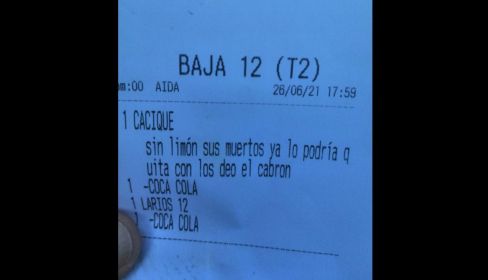 BAJA 12 (T2)
om:00 AIDA 26/06/21 17:59
1 CACIQUE
sin limón sus muertos ya lo podría q
uita con los deo el cabron
1 -COCA COLA
1 LARIOS 12
-COCA COLA